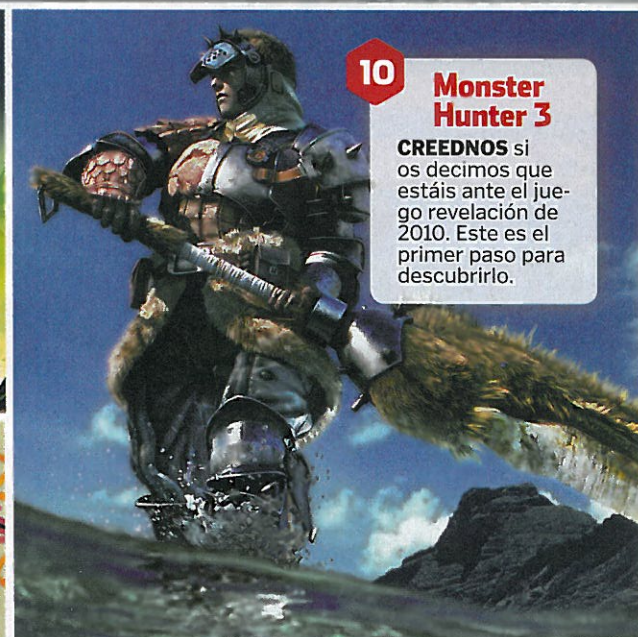 10
Monster
Hunter 3
CREEDNOS si
os decimos que
estáis ante el jue-
go revelación de
2010. Este es el
primer paso para
descubrirlo.